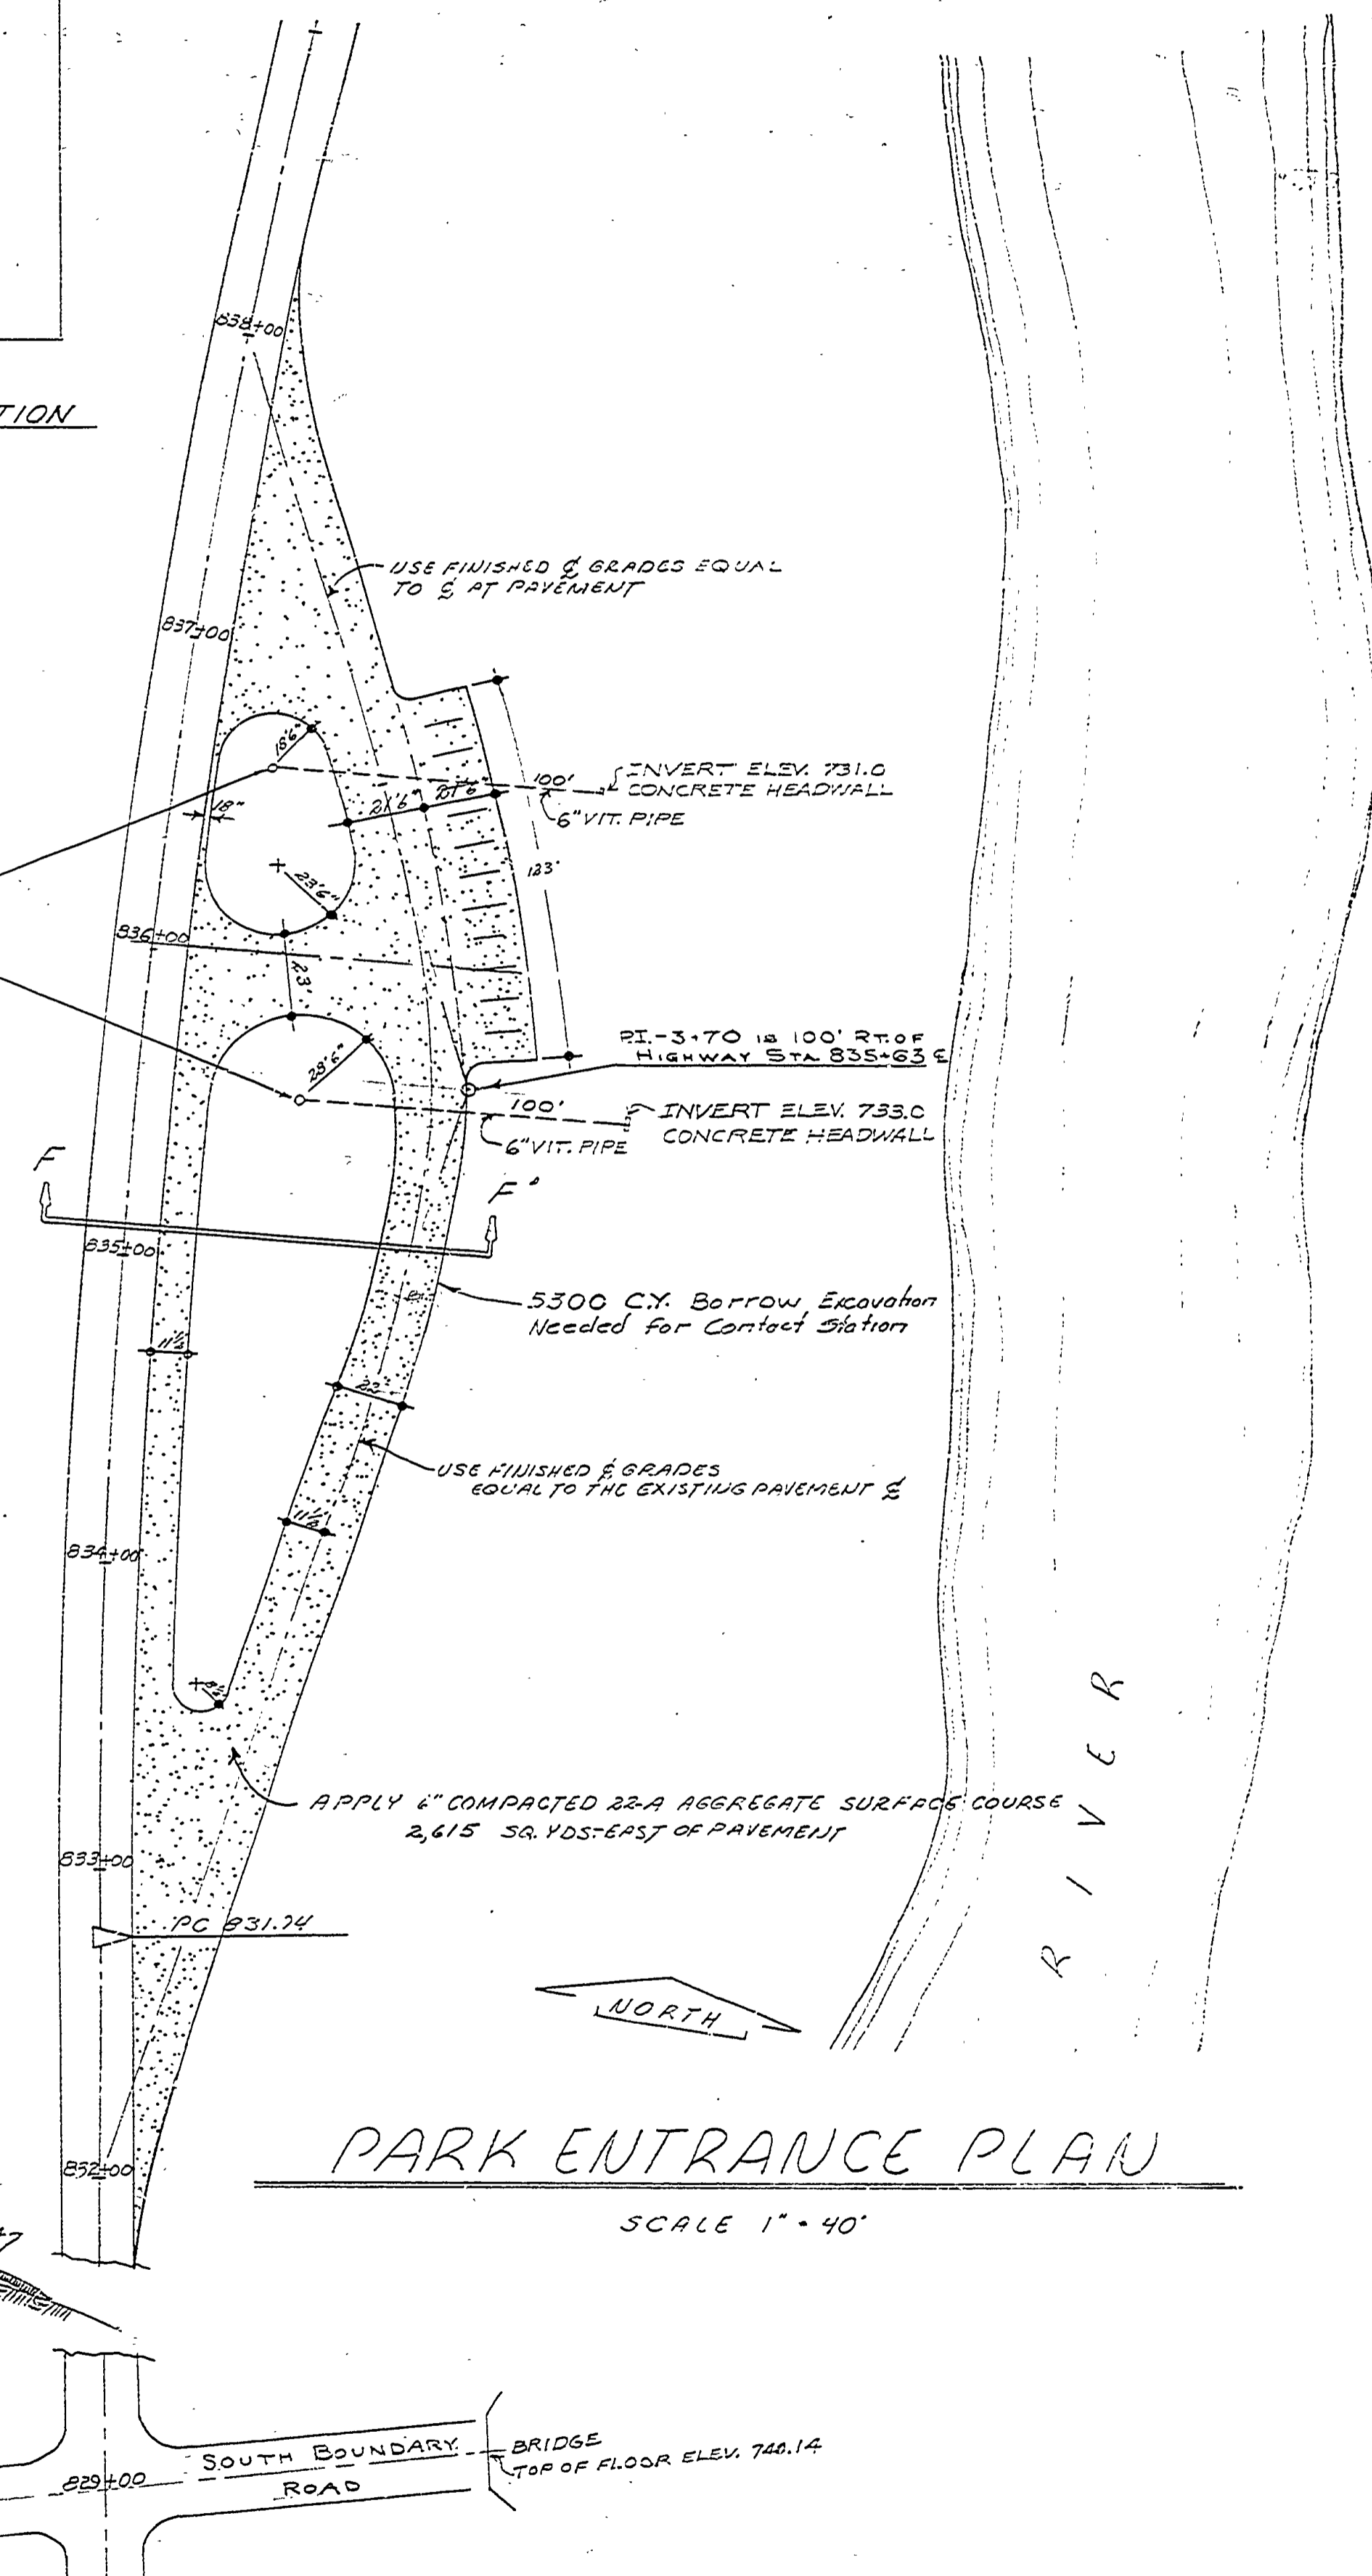 838+00
TION
USE FINISHED ℄ GRADES EQUAL
TO ℄ AT PAVEMENT
837+00
18'6"
INVERT ELEV. 731.0
CONCRETE HEADWALL
100'
21'6" 21'6"
6" VIT. PIPE
18"
123'
23'6"
836+00
23'
P.I.-3+70 IS 100' RT. OF
HIGHWAY STA. 835+63 ℄
28'6"
100'
INVERT ELEV. 733.0
CONCRETE HEADWALL
6" VIT. PIPE
F
F'
835+00
5300 C.Y. Borrow Excavation
Needed for Contact Station
11½'
22'
USE FINISHED ℄ GRADES
EQUAL TO THE EXISTING PAVEMENT ℄
11½'
834+00
RIVER
APPLY 6" COMPACTED 22-A AGGREGATE SURFACE COURSE
2,615 SQ. YDS-EAST OF PAVEMENT
833+00
PC 831.94
NORTH
PARK ENTRANCE PLAN
832+00
SCALE 1" = 40'
BRIDGE
TOP OF FLOOR ELEV. 740.14
SOUTH BOUNDARY
829+00
ROAD